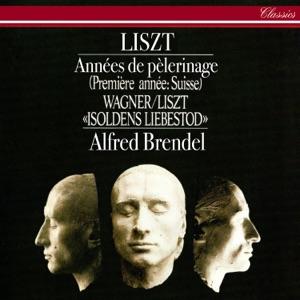 Classics
LISZT
Années de pèlerinage
(Première année: Suisse)
WAGNER/LISZT
«ISOLDENS LIEBESTOD»
Alfred Brendel